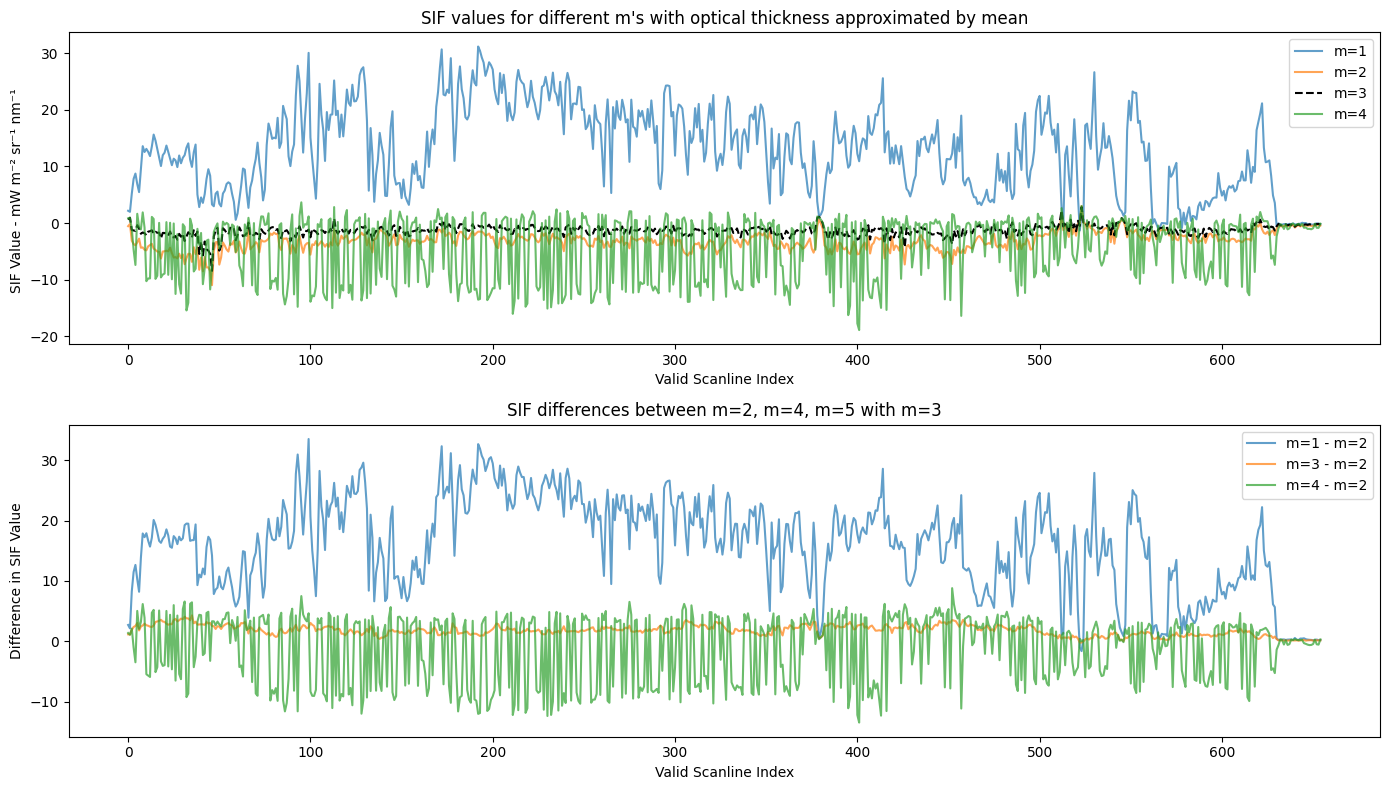 SIF values for different m's with optical thickness approximated by mean
SIF Value - mW m⁻² sr⁻¹ nm⁻¹
30
20
10
0
−10
−20
m=1
m=2
m=3
m=4
0 100 200 300 400 500 600
Valid Scanline Index
SIF differences between m=2, m=4, m=5 with m=3
Difference in SIF Value
30
20
10
0
−10
m=1 - m=2
m=3 - m=2
m=4 - m=2
0 100 200 300 400 500 600
Valid Scanline Index